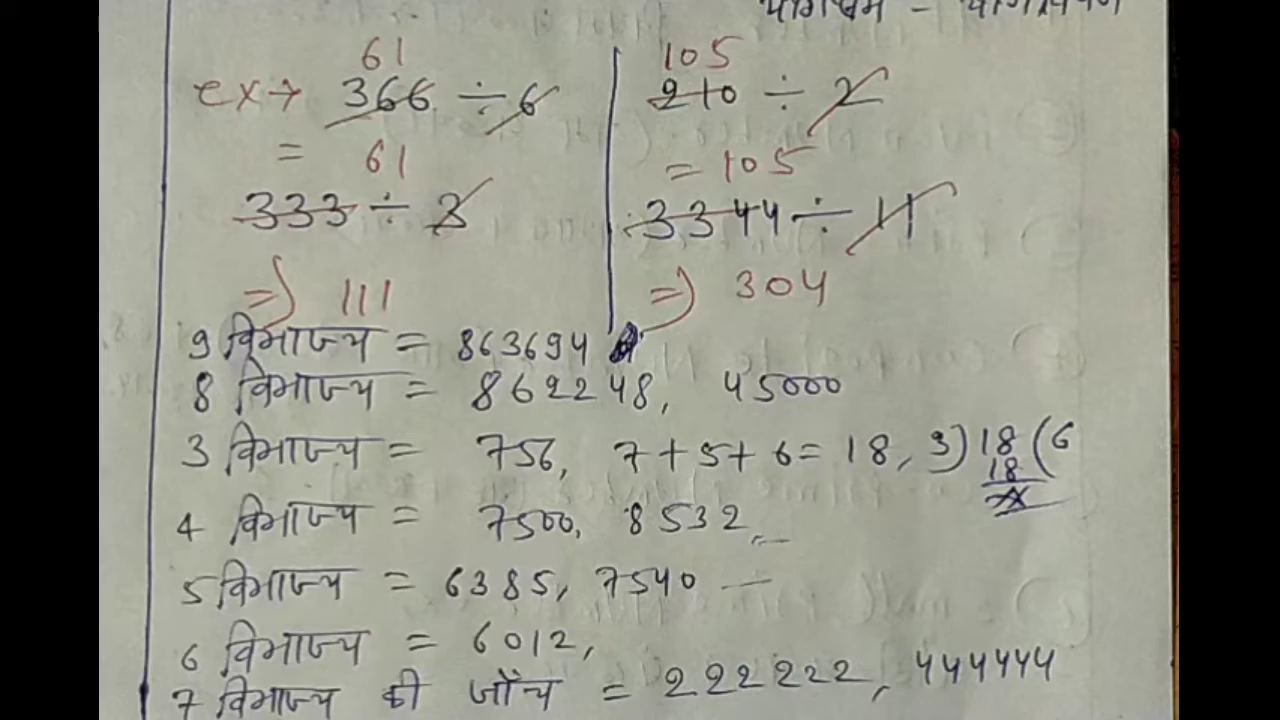 ex→ 366 ÷ 6
61
= 61
333 ÷ 3
=) 111
105
210 ÷ 2
= 105
3344 ÷ 11
=) 304
9 विभाज्य = 863694
8 विभाज्य = 862248, 45000
3 विभाज्य = 756, 7+5+6=18, 3)18(6
18
4 विभाज्य = 7500, 8532,
5 विभाज्य = 6385, 7540 —
6 विभाज्य = 6012,
7 विभाज्य की जाँच = 222222, 444444